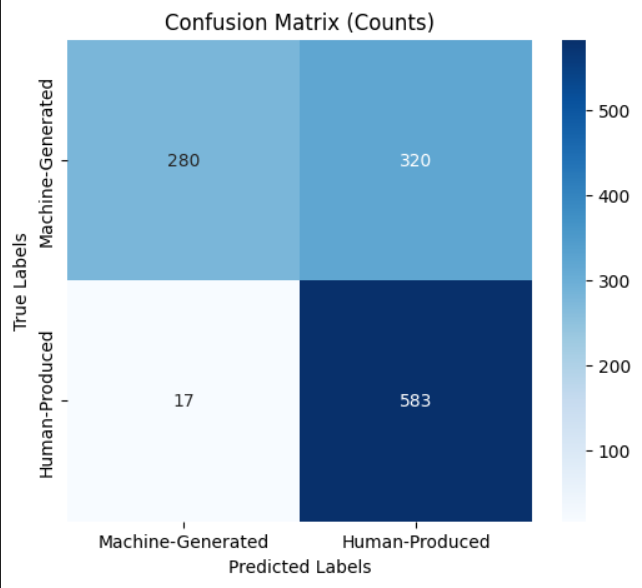 Confusion Matrix (Counts)
True Labels
Machine-Generated
280
320
Human-Produced
17
583
500
400
300
200
100
Machine-Generated
Human-Produced
Predicted Labels